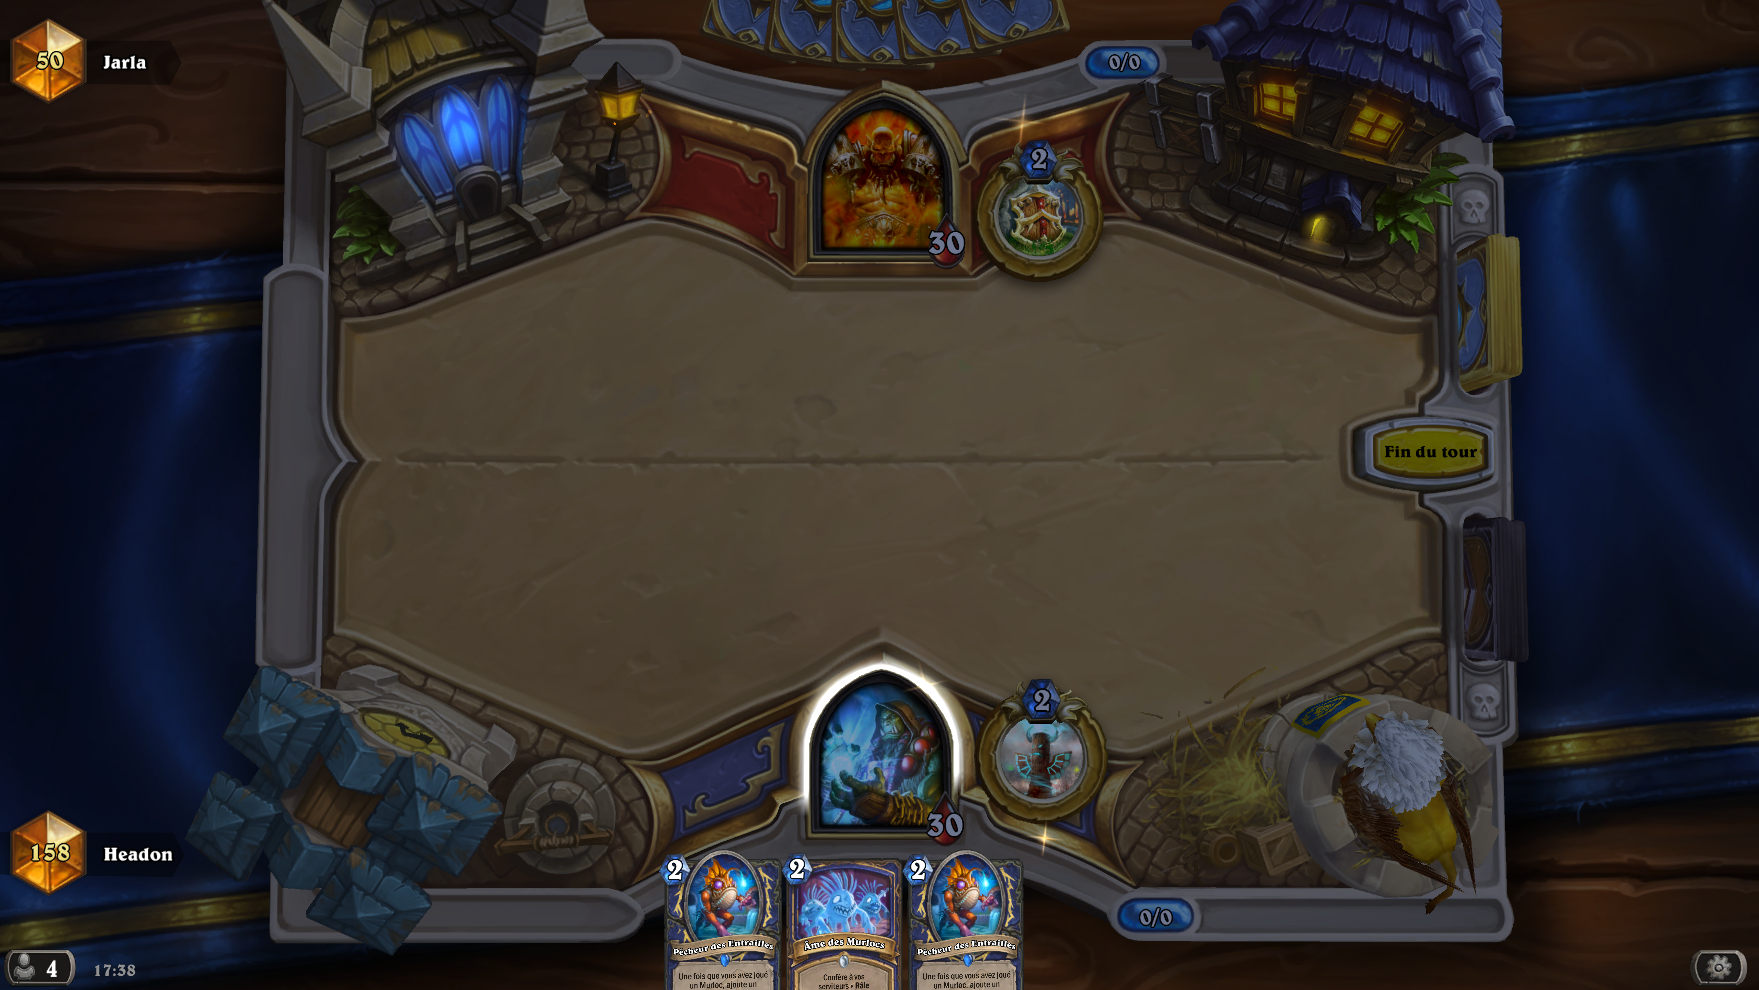 50
Jarla
0/0
2
30
Fin du tour
2
30
158
Headon
2
Pêcheur des Entrailles
Une fois que vous avez joué
un Murloc, ajoute un
2
Âme des Murlocs
Confère à vos
serviteurs « Râle
2
Pêcheur des Entrailles
Une fois que vous avez joué
un Murloc, ajoute un
0/0
4
17:38